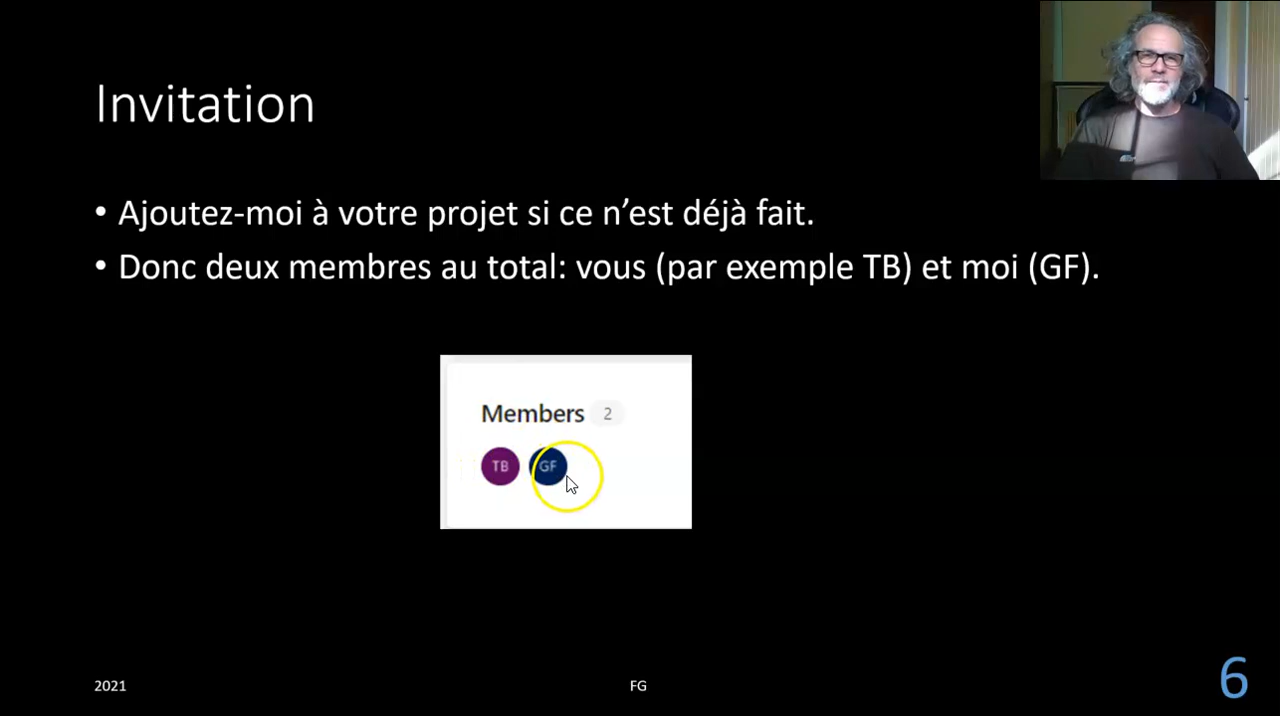 Invitation
• Ajoutez-moi à votre projet si ce n’est déjà fait.
• Donc deux membres au total: vous (par exemple TB) et moi (GF).
Members 2
TB GF
2021 FG 6